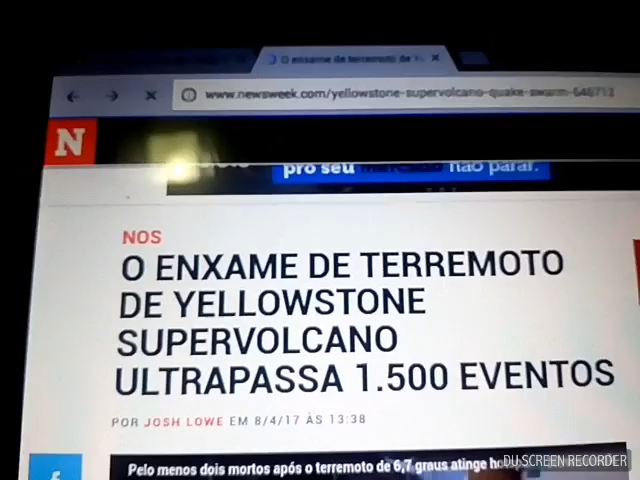 O enxame de terremoto de
www.newsweek.com/yellowstone-supervolcano-quake-swarm-646712
N
pro seu não parar.
NOS
O ENXAME DE TERREMOTO
DE YELLOWSTONE
SUPERVOLCANO
ULTRAPASSA 1.500 EVENTOS
POR JOSH LOWE EM 8/4/17 ÀS 13:38
f
Pelo menos dois mortos após o terremoto de 6,7 graus atinge
DU SCREEN RECORDER